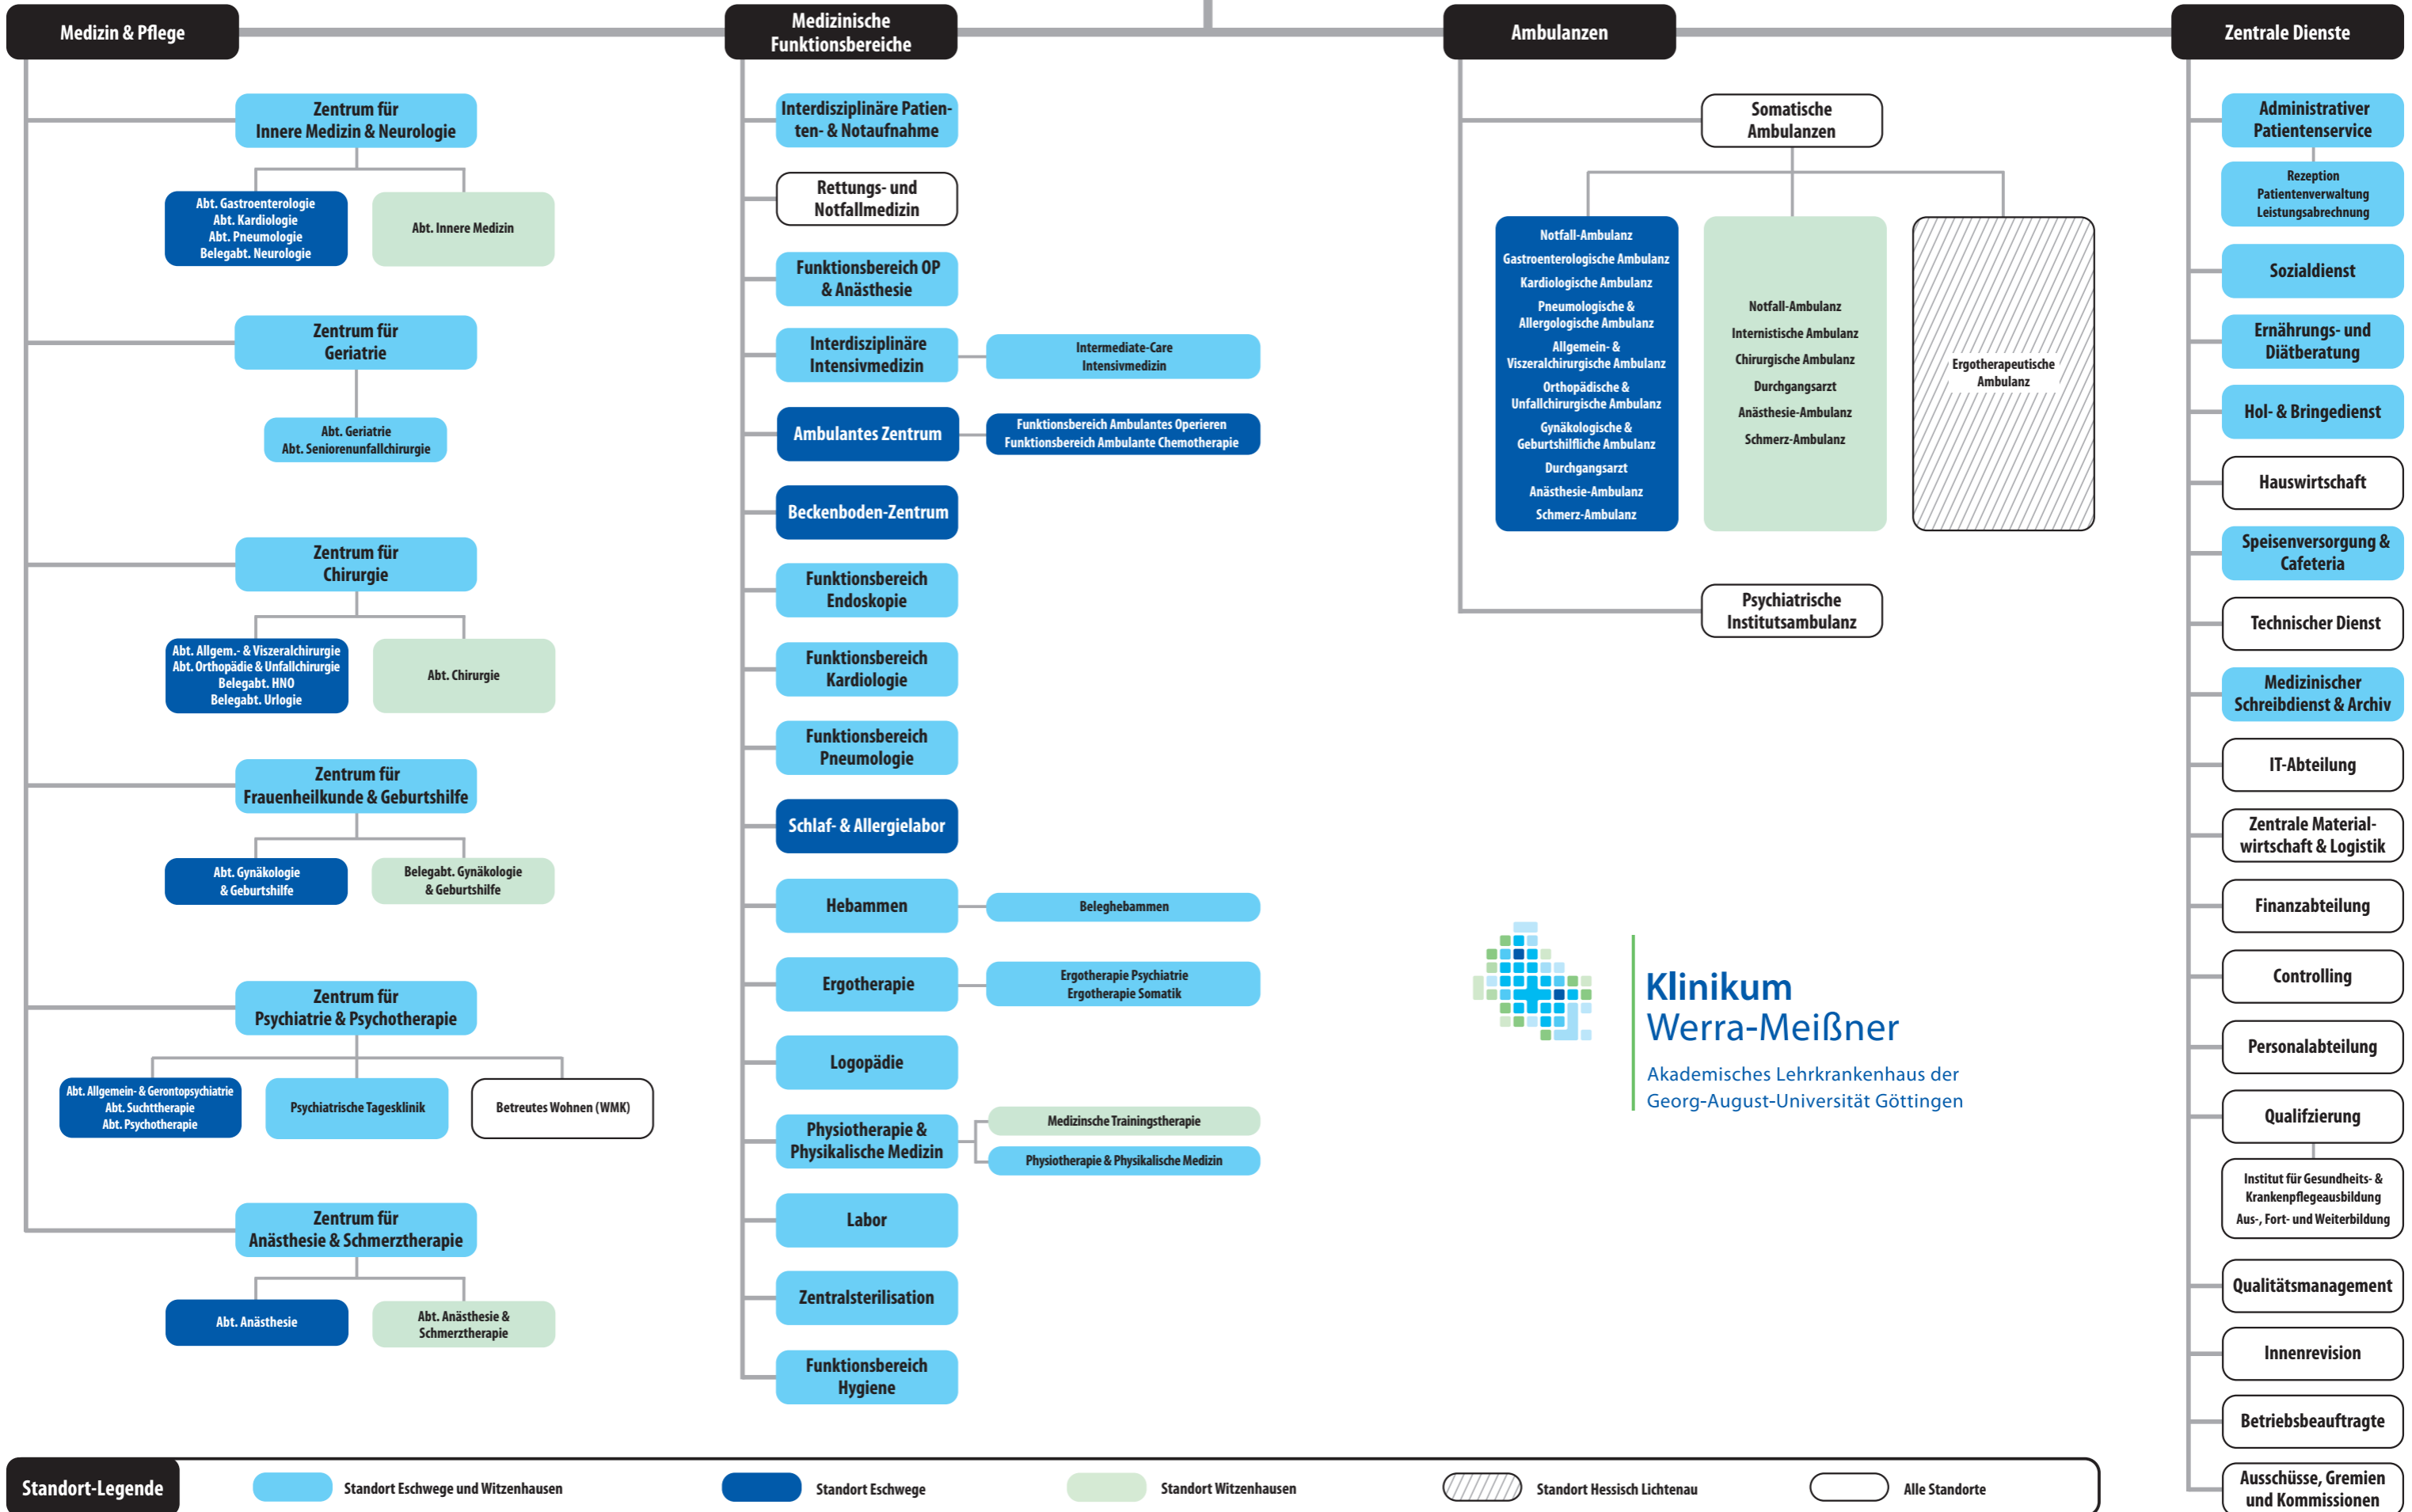 Medizin & Pflege
Zentrum für
Innere Medizin & Neurologie
Abt. Gastroenterologie
Abt. Kardiologie
Abt. Pneumologie
Belegabt. Neurologie
Abt. Innere Medizin
Zentrum für
Geriatrie
Abt. Geriatrie
Abt. Seniorenunfallchirurgie
Zentrum für
Chirurgie
Abt. Allgem.- & Viszeralchirurgie
Abt. Orthopädie & Unfallchirurgie
Belegabt. HNO
Belegabt. Urlogie
Abt. Chirurgie
Zentrum für
Frauenheilkunde & Geburtshilfe
Abt. Gynäkologie
& Geburtshilfe
Belegabt. Gynäkologie
& Geburtshilfe
Zentrum für
Psychiatrie & Psychotherapie
Abt. Allgemein- & Gerontopsychiatrie
Abt. Suchttherapie
Abt. Psychotherapie
Psychiatrische Tagesklinik
Betreutes Wohnen (WMK)
Zentrum für
Anästhesie & Schmerztherapie
Abt. Anästhesie
Abt. Anästhesie &
Schmerztherapie
Medizinische
Funktionsbereiche
Interdisziplinäre Patien-
ten- & Notaufnahme
Rettungs- und
Notfallmedizin
Funktionsbereich OP
& Anästhesie
Interdisziplinäre
Intensivmedizin
Intermediate-Care
Intensivmedizin
Ambulantes Zentrum
Funktionsbereich Ambulantes Operieren
Funktionsbereich Ambulante Chemotherapie
Beckenboden-Zentrum
Funktionsbereich
Endoskopie
Funktionsbereich
Kardiologie
Funktionsbereich
Pneumologie
Schlaf- & Allergielabor
Hebammen
Beleghebammen
Ergotherapie
Ergotherapie Psychiatrie
Ergotherapie Somatik
Logopädie
Physiotherapie &
Physikalische Medizin
Medizinsche Trainingstherapie
Physiotherapie & Physikalische Medizin
Labor
Zentralsterilisation
Funktionsbereich
Hygiene
Ambulanzen
Somatische
Ambulanzen
Notfall-Ambulanz
Gastroenterologische Ambulanz
Kardiologische Ambulanz
Pneumologische &
Allergologische Ambulanz
Allgemein- &
Viszeralchirurgische Ambulanz
Orthopädische &
Unfallchirurgische Ambulanz
Gynäkologische &
Geburtshilfliche Ambulanz
Durchgangsarzt
Anästhesie-Ambulanz
Schmerz-Ambulanz
Notfall-Ambulanz
Internistische Ambulanz
Chirurgische Ambulanz
Durchgangsarzt
Anästhesie-Ambulanz
Schmerz-Ambulanz
Ergotherapeutische
Ambulanz
Psychiatrische
Institutsambulanz
Klinikum
Werra-Meißner
Akademisches Lehrkrankenhaus der
Georg-August-Universität Göttingen
Zentrale Dienste
Administrativer
Patientenservice
Rezeption
Patientenverwaltung
Leistungsabrechnung
Sozialdienst
Ernährungs- und
Diätberatung
Hol- & Bringedienst
Hauswirtschaft
Speisenversorgung &
Cafeteria
Technischer Dienst
Medizinischer
Schreibdienst & Archiv
IT-Abteilung
Zentrale Material-
wirtschaft & Logistik
Finanzabteilung
Controlling
Personalabteilung
Qualifzierung
Institut für Gesundheits- &
Krankenpflegeausbildung
Aus-, Fort- und Weiterbildung
Qualitätsmanagement
Innenrevision
Betriebsbeauftragte
Ausschüsse, Gremien
und Kommissionen
Standort-Legende
Standort Eschwege und Witzenhausen
Standort Eschwege
Standort Witzenhausen
Standort Hessisch Lichtenau
Alle Standorte